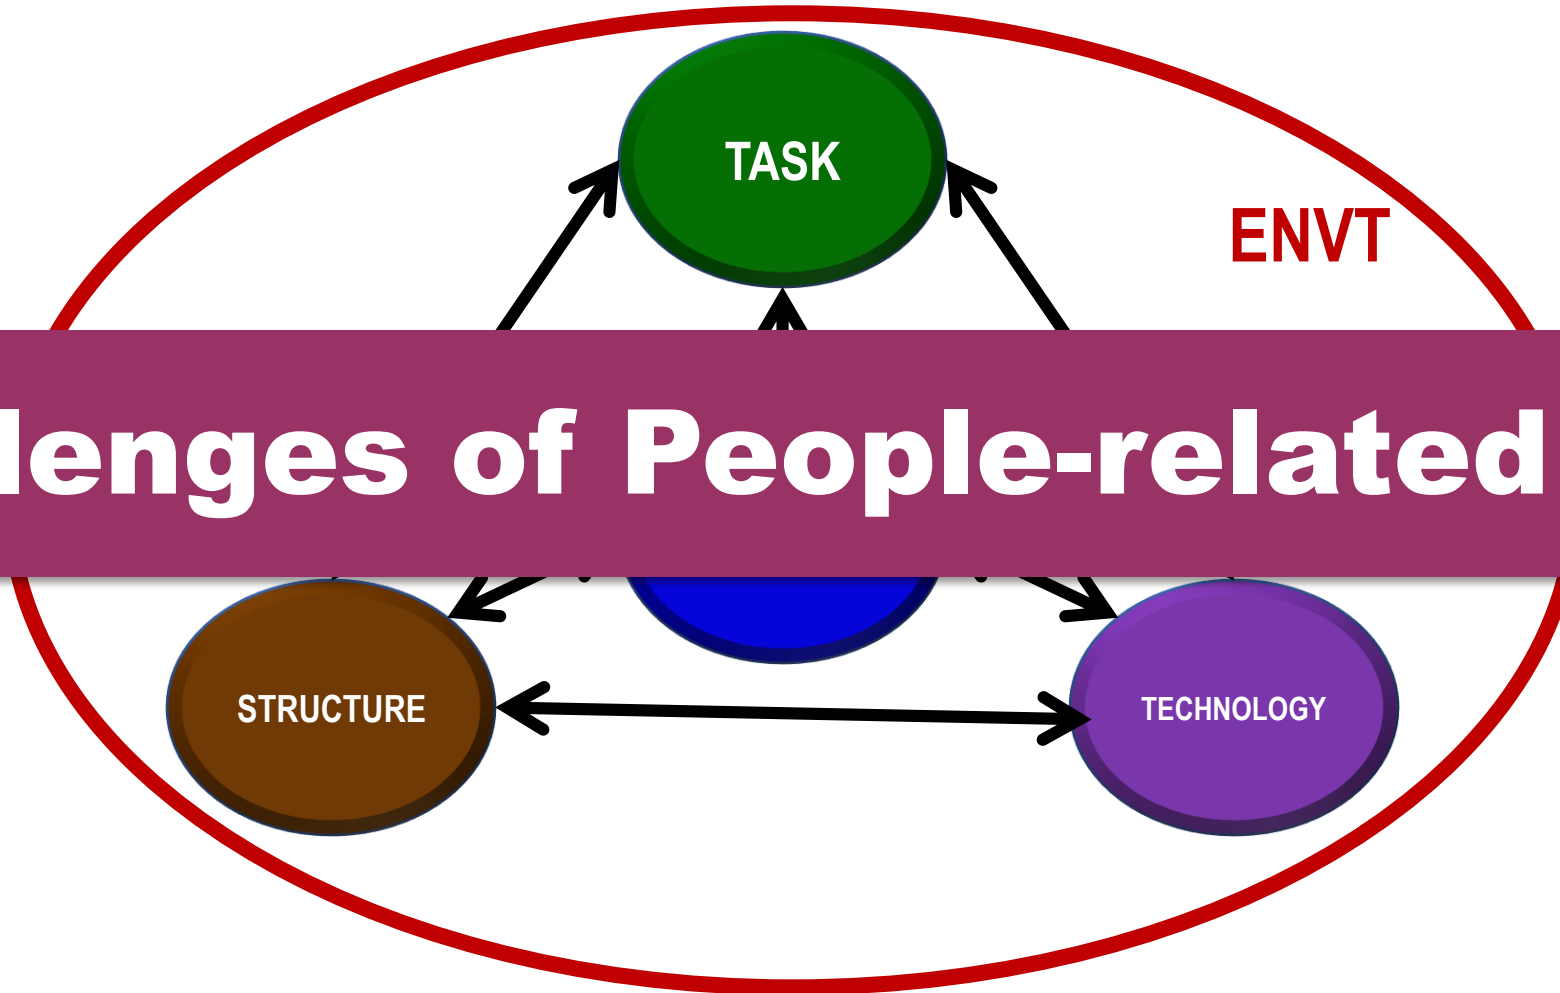 TASK
ENVT
lenges of People-related
STRUCTURE
TECHNOLOGY